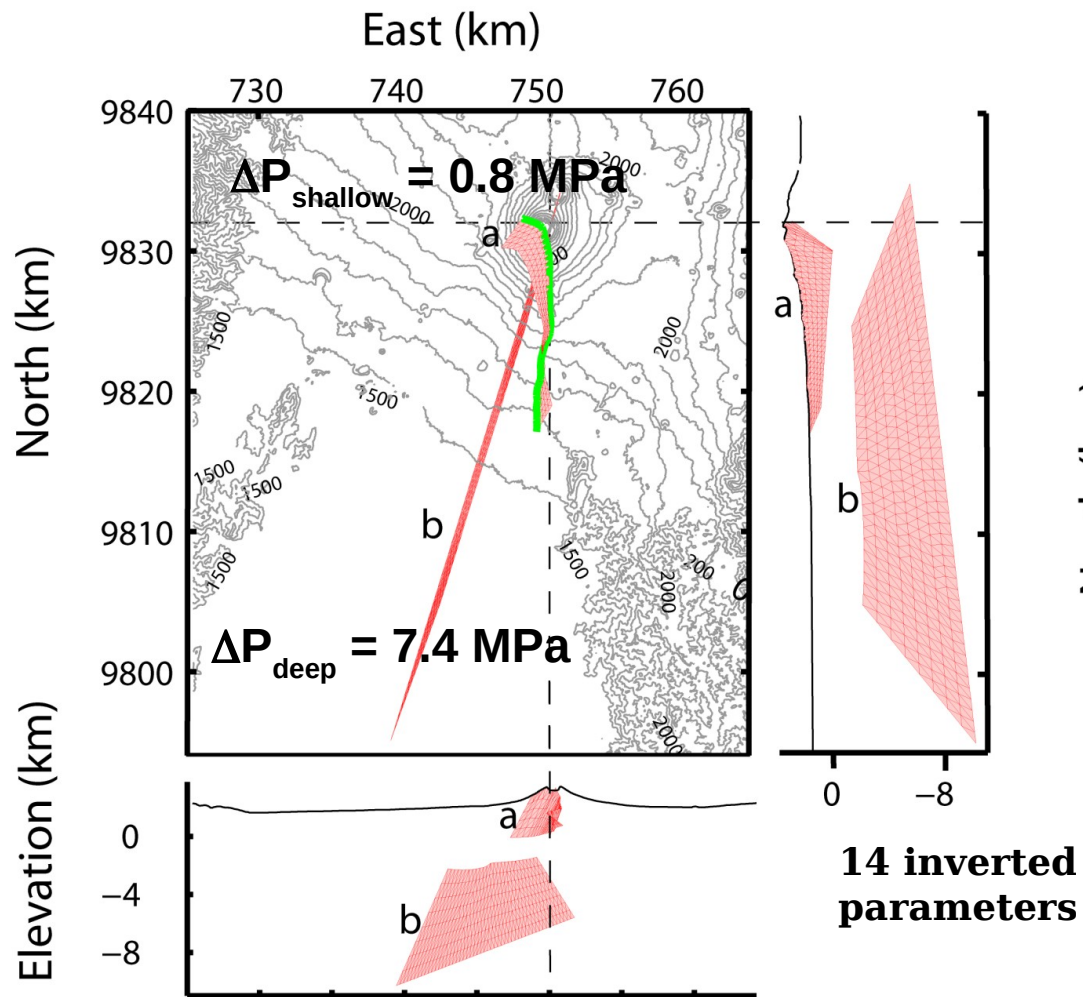 East (km)
730 740 750 760
9840
ΔPshallow = 0.8 MPa
2000
2000
a
9830
a
1500
2000
North (km)
9820
1500
1500
1500
b
b
9810
1500
1500
2000
200
ΔPdeep = 7.4 MPa
9800
2000
0 −8
Elevation (km)
a
0
−4
b
−8
14 inverted
parameters